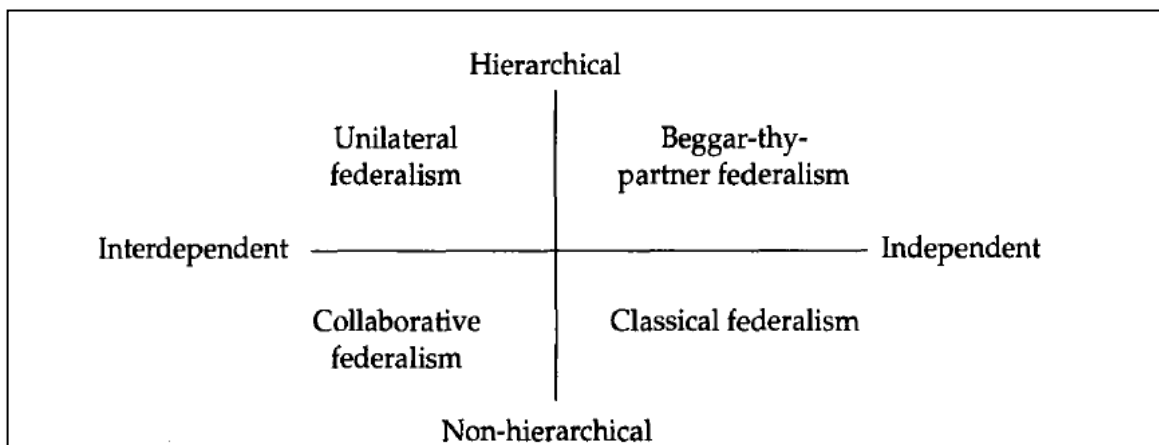 Hierarchical
Unilateral
federalism
Beggar-thy-
partner federalism
Interdependent
Independent
Collaborative
federalism
Classical federalism
Non-hierarchical